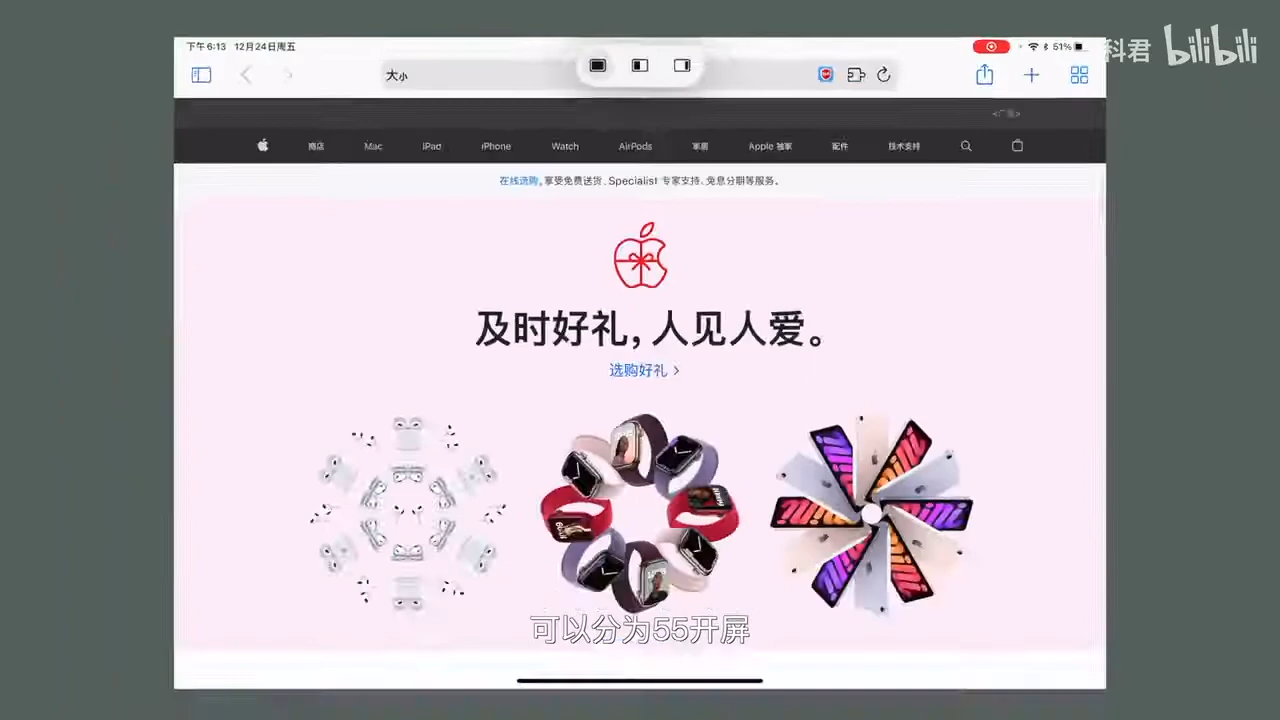 下午6:13 12月24日周五
51%
科君 bilibili
大小
商店 Mac iPad iPhone Watch AirPods 家居 Apple 独家 配件 技术支持
在线选购，享受免费送货、Specialist 专家支持、免息分期等服务。
及时好礼，人见人爱。
选购好礼 >
可以分为55开屏